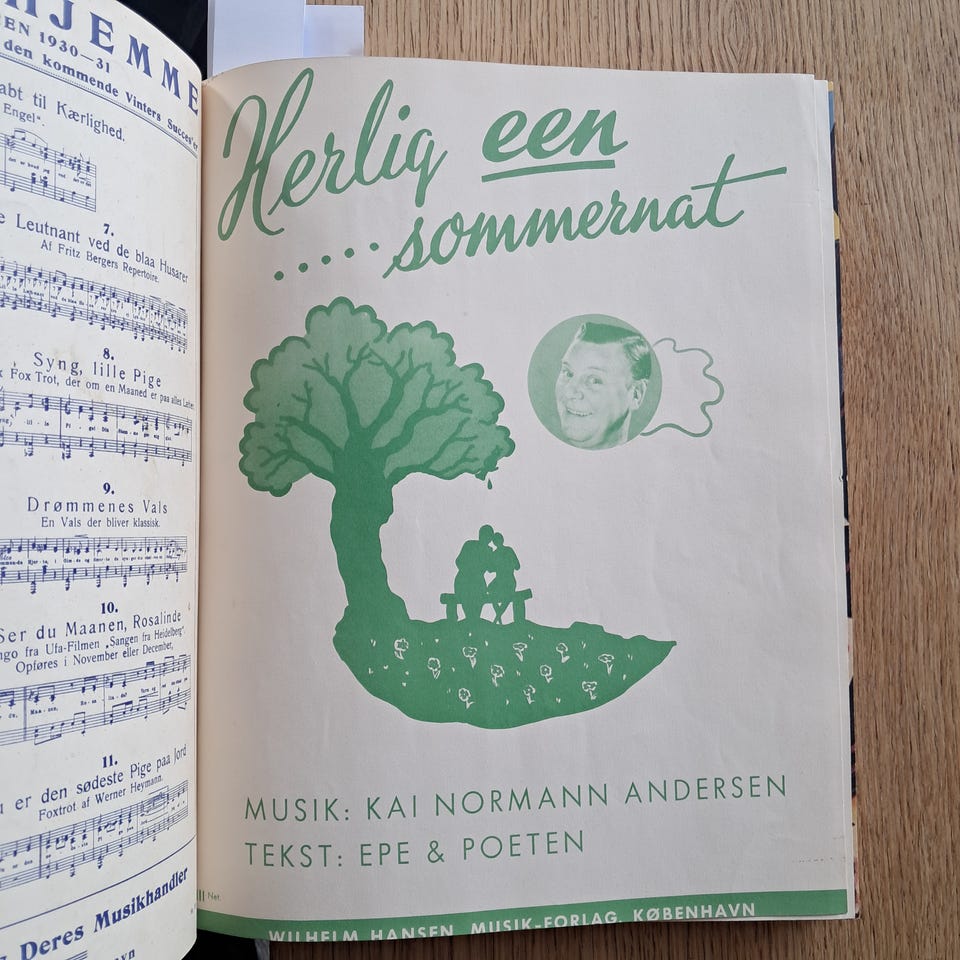 HJEMME
EN 1930—31
den kommende Vinters Succes'er
abt til Kærlighed.
Engel".
7.
e Leutnant ved de blaa Husarer
Af Fritz Bergers Repertoire.
8.
Syng, lille Pige
Fox Trot, der om en Maaned er paa alles Læber
9.
Drømmenes Vals
En Vals der bliver klassisk.
10.
Ser du Maanen, Rosalinde
ngo fra Ufa-Filmen „Sangen fra Heidelberg".
Opføres i November eller December,
11.
u er den sødeste Pige paa Jord
Foxtrot af Werner Heymann.
Deres Musikhandler
Herlig een
.... sommernat
MUSIK: KAI NORMANN ANDERSEN
TEKST: EPE & POETEN
Net.
WILHELM HANSEN, MUSIK-FORLAG, KØBENHAVN